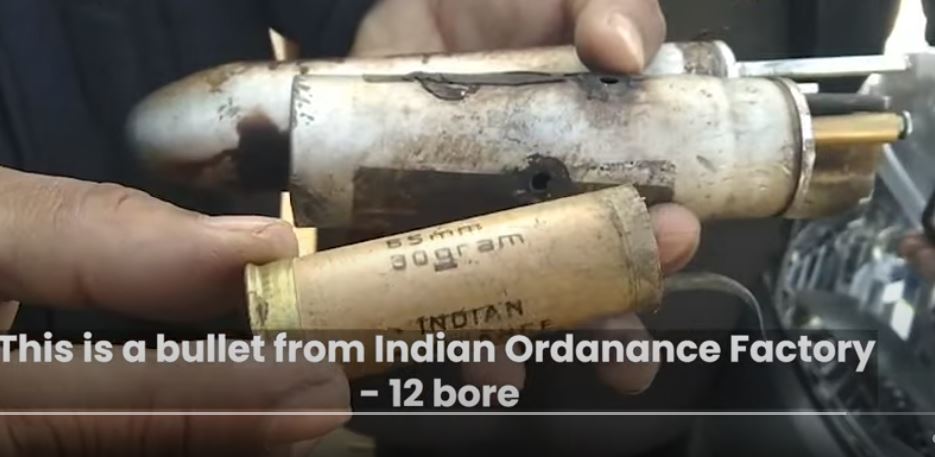 65mm
30gram
INDIAN
This is a bullet from Indian Ordanance Factory
- 12 bore